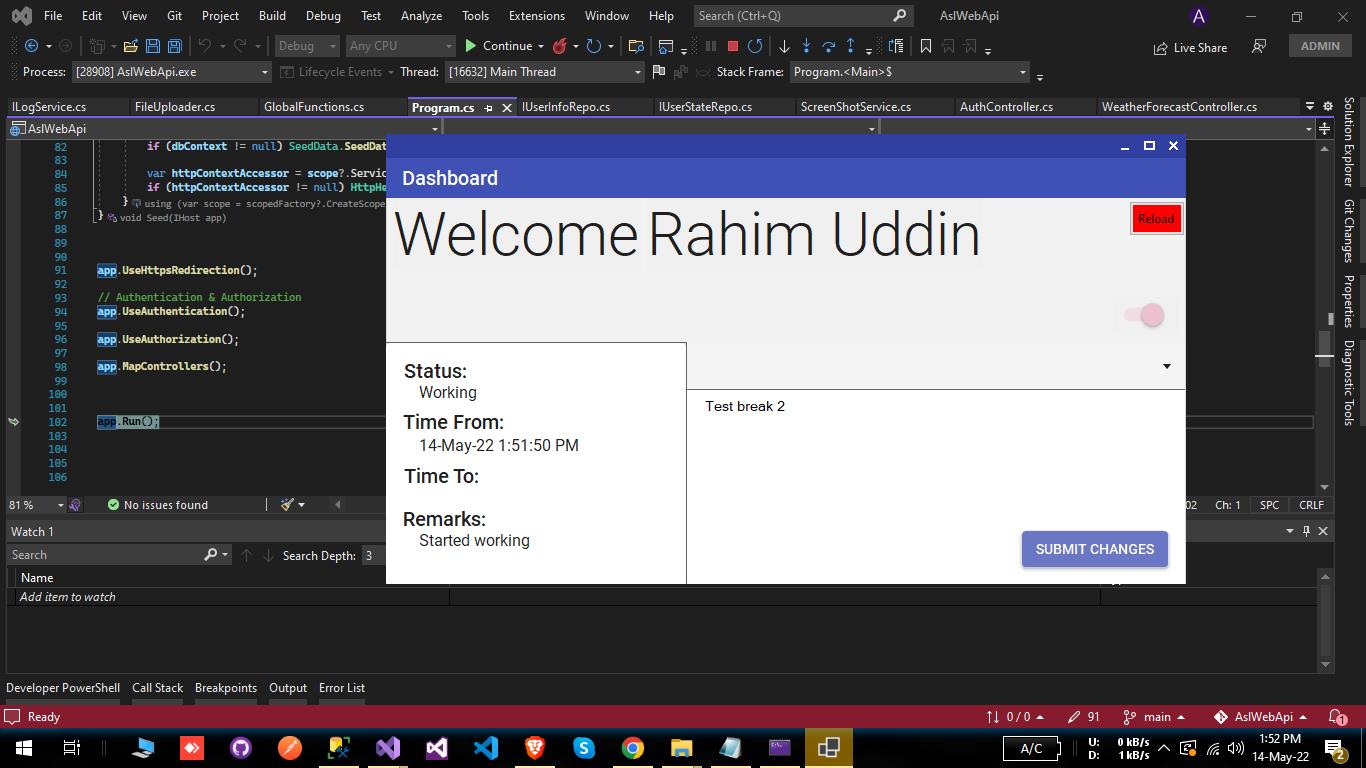 File Edit View Git Project Build Debug Test Analyze Tools Extensions Window Help Search (Ctrl+Q) AslWebApi A
Debug Any CPU Continue Live Share ADMIN
Process: [28908] AslWebApi.exe Lifecycle Events Thread: [16632] Main Thread Stack Frame: Program.<Main>$
ILogService.cs FileUploader.cs GlobalFunctions.cs Program.cs IUserInfoRepo.cs IUserStateRepo.cs ScreenShotService.cs AuthController.cs WeatherForecastController.cs
AslWebApi
82 if (dbContext != null) SeedData.SeedDat
83
84 var httpContextAccessor = scope?.Servic
85 if (httpContextAccessor != null) HttpHe
86 } using (var scope = scopedFactory?.CreateScope
87 } void Seed(IHost app)
88
89
90
91 app.UseHttpsRedirection();
92
93 // Authentication & Authorization
94 app.UseAuthentication();
95
96 app.UseAuthorization();
97
98 app.MapControllers();
99
100
101
102 app.Run();
103
104
105
106
Dashboard
Welcome Rahim Uddin
Reload
Status:
Working
Time From:
14-May-22 1:51:50 PM
Time To:
Remarks:
Started working
Test break 2
SUBMIT CHANGES
81 % No issues found 02 Ch: 1 SPC CRLF
Watch 1
Search Search Depth: 3
Name
Add item to watch
Developer PowerShell Call Stack Breakpoints Output Error List
Solution Explorer
Git Changes
Properties
Diagnostic Tools
Ready 0 / 0 91 main AslWebApi 1
A/C U: 0 kB/s 1:52 PM
D: 1 kB/s 14-May-22 2